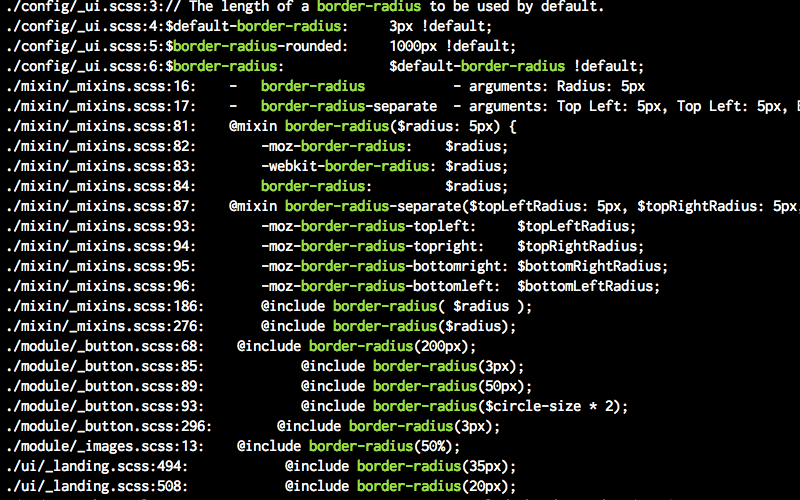 ./config/_ui.scss:3:// The length of a border-radius to be used by default.
./config/_ui.scss:4:$default-border-radius:     3px !default;
./config/_ui.scss:5:$border-radius-rounded:     1000px !default;
./config/_ui.scss:6:$border-radius:             $default-border-radius !default;
./mixin/_mixins.scss:16:    -   border-radius           - arguments: Radius: 5px
./mixin/_mixins.scss:17:    -   border-radius-separate  - arguments: Top Left: 5px, Top Left: 5px,
./mixin/_mixins.scss:81:    @mixin border-radius($radius: 5px) {
./mixin/_mixins.scss:82:        -moz-border-radius:    $radius;
./mixin/_mixins.scss:83:        -webkit-border-radius: $radius;
./mixin/_mixins.scss:84:        border-radius:         $radius;
./mixin/_mixins.scss:87:    @mixin border-radius-separate($topLeftRadius: 5px, $topRightRadius: 5px,
./mixin/_mixins.scss:93:        -moz-border-radius-topleft:     $topLeftRadius;
./mixin/_mixins.scss:94:        -moz-border-radius-topright:    $topRightRadius;
./mixin/_mixins.scss:95:        -moz-border-radius-bottomright: $bottomRightRadius;
./mixin/_mixins.scss:96:        -moz-border-radius-bottomleft:  $bottomLeftRadius;
./mixin/_mixins.scss:186:       @include border-radius( $radius );
./mixin/_mixins.scss:276:       @include border-radius($radius);
./module/_button.scss:68:    @include border-radius(200px);
./module/_button.scss:85:            @include border-radius(3px);
./module/_button.scss:89:            @include border-radius(50px);
./module/_button.scss:93:            @include border-radius($circle-size * 2);
./module/_button.scss:296:        @include border-radius(3px);
./module/_images.scss:13:    @include border-radius(50%);
./ui/_landing.scss:494:            @include border-radius(35px);
./ui/_landing.scss:508:            @include border-radius(20px);